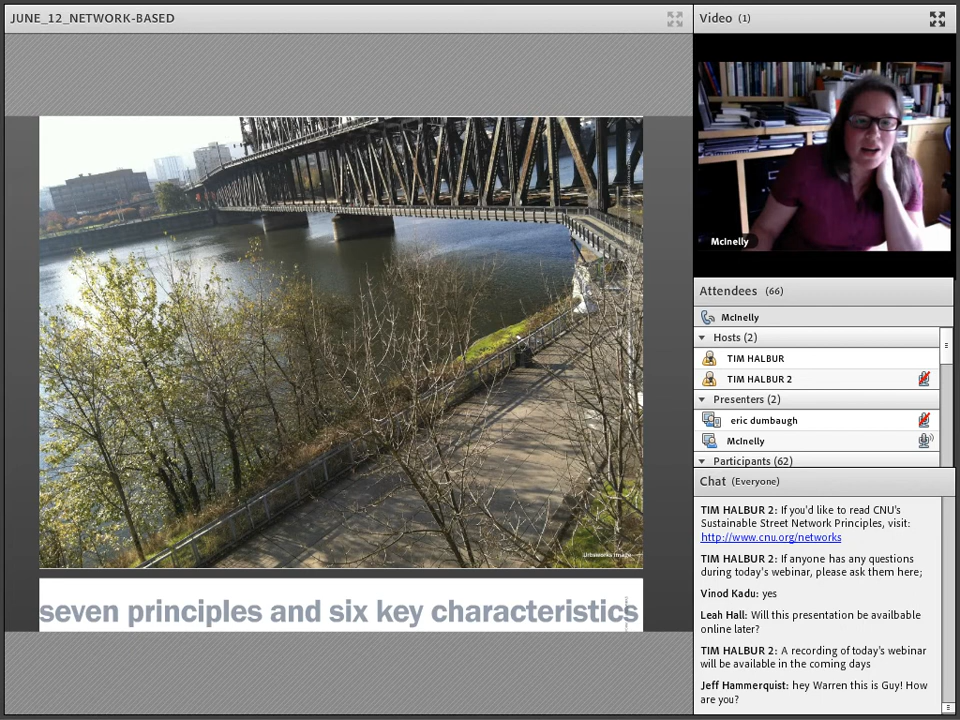 JUNE_12_NETWORK-BASED
Urbsworks Image
seven principles and six key characteristics
Video (1)
McInelly
Attendees (66)
McInelly
Hosts (2)
TIM HALBUR
TIM HALBUR 2
Presenters (2)
eric dumbaugh
McInelly
Participants (62)
Chat (Everyone)
TIM HALBUR 2: If you'd like to read CNU's
Sustainable Street Network Principles, visit:
http://www.cnu.org/networks
TIM HALBUR 2: If anyone has any questions
during today's webinar, please ask them here;
Vinod Kadu: yes
Leah Hall: Will this presentation be availbable
online later?
TIM HALBUR 2: A recording of today's webinar
will be available in the coming days
Jeff Hammerquist: hey Warren this is Guy! How
are you?